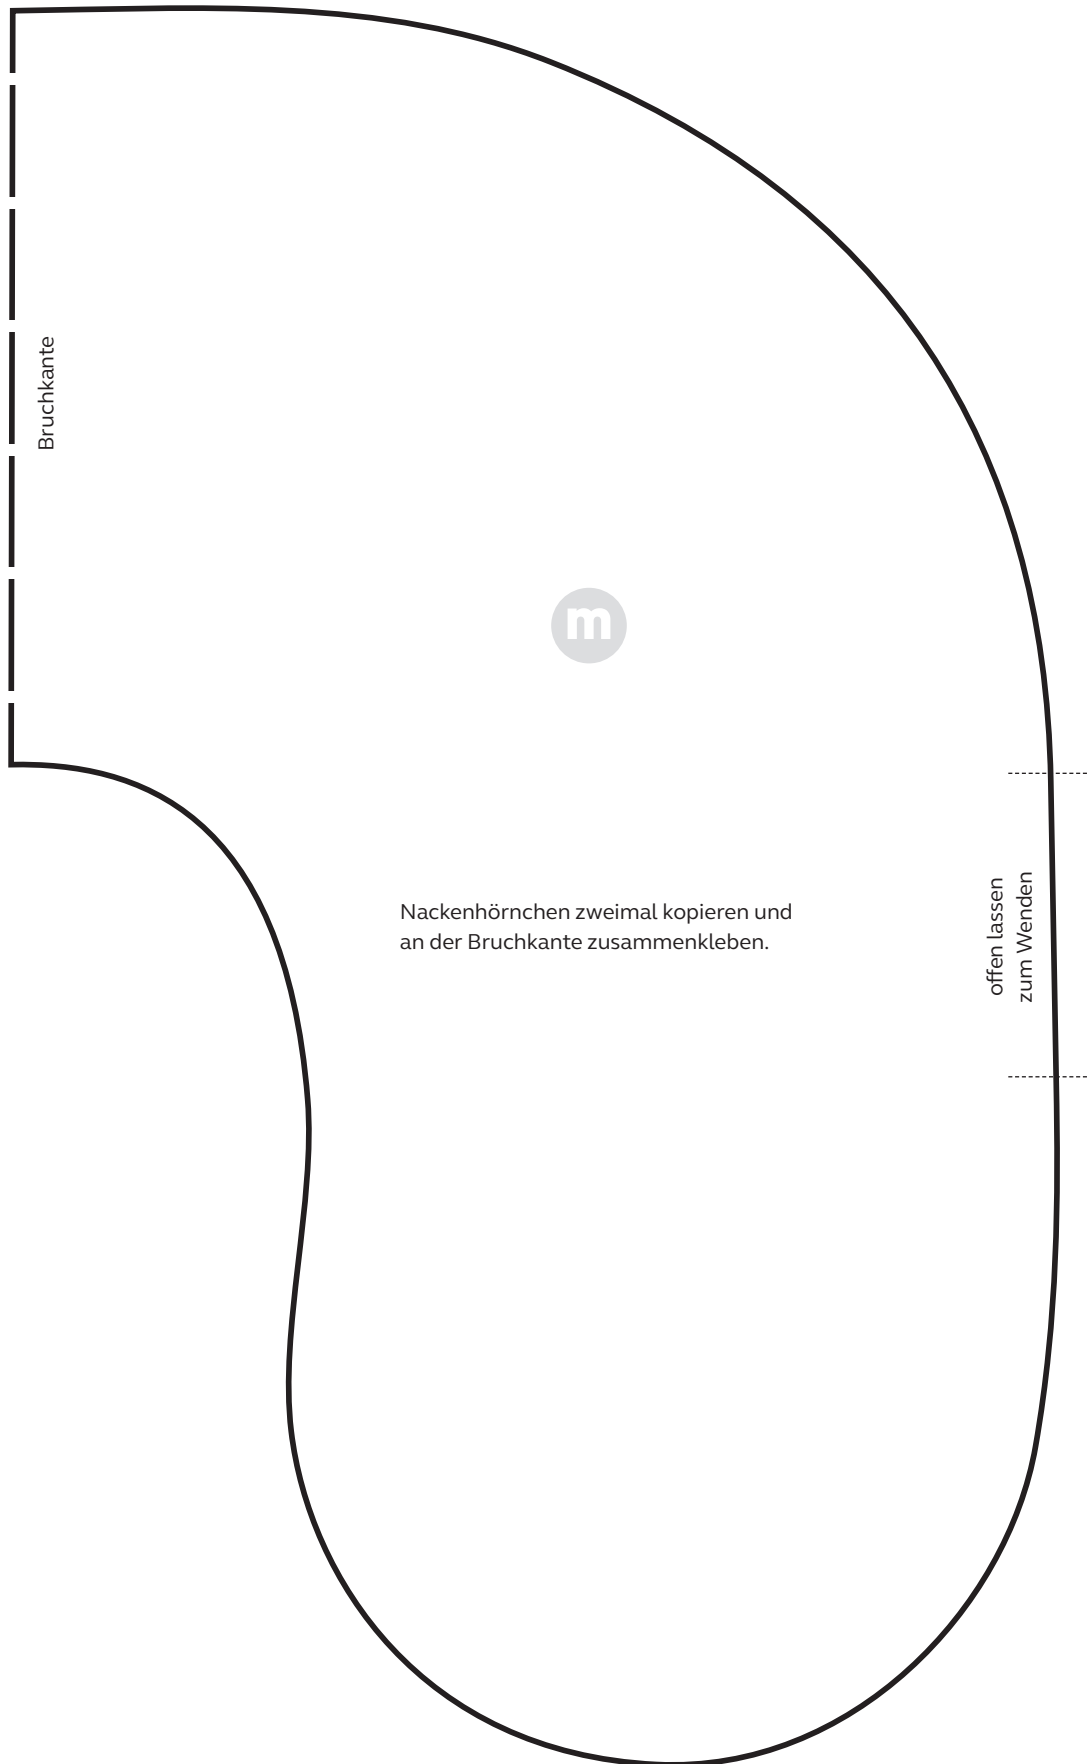 Bruchkante
m
Nackenhörnchen zweimal kopieren und
an der Bruchkante zusammenkleben.
offen lassen
zum Wenden